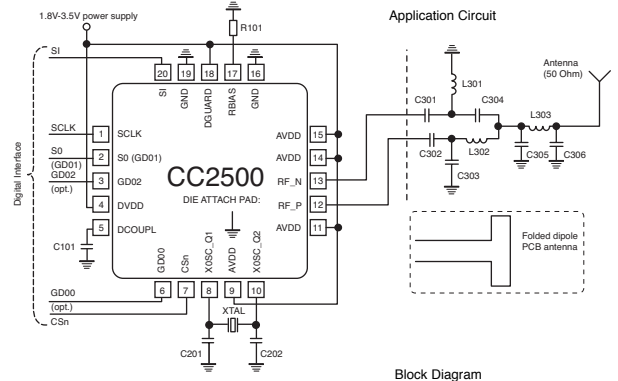 1.8V-3.5V power supply
Application Circuit
R101
SI
20 19 18 17 16
SI GND DGUARD RBIAS GND
Digital Interface
SCLK
1 SCLK
S0
(GD01)
2 S0 (GD01)
GD02
(opt.)
3 GD02
4 DVDD
5 DCOUPL
C101
CC2500
DIE ATTACH PAD:
AVDD 15
AVDD 14
RF_N 13
RF_P 12
AVDD 11
GD00 CSn X0SC_Q1 AVDD X0SC_Q2
6 7 8 9 10
GD00
(opt.)
CSn
XTAL
C201 C202
L301
Antenna
(50 Ohm)
C301 C304 L303
C302 L302 C305 C306
C303
Folded dipole
PCB antenna
Block Diagram